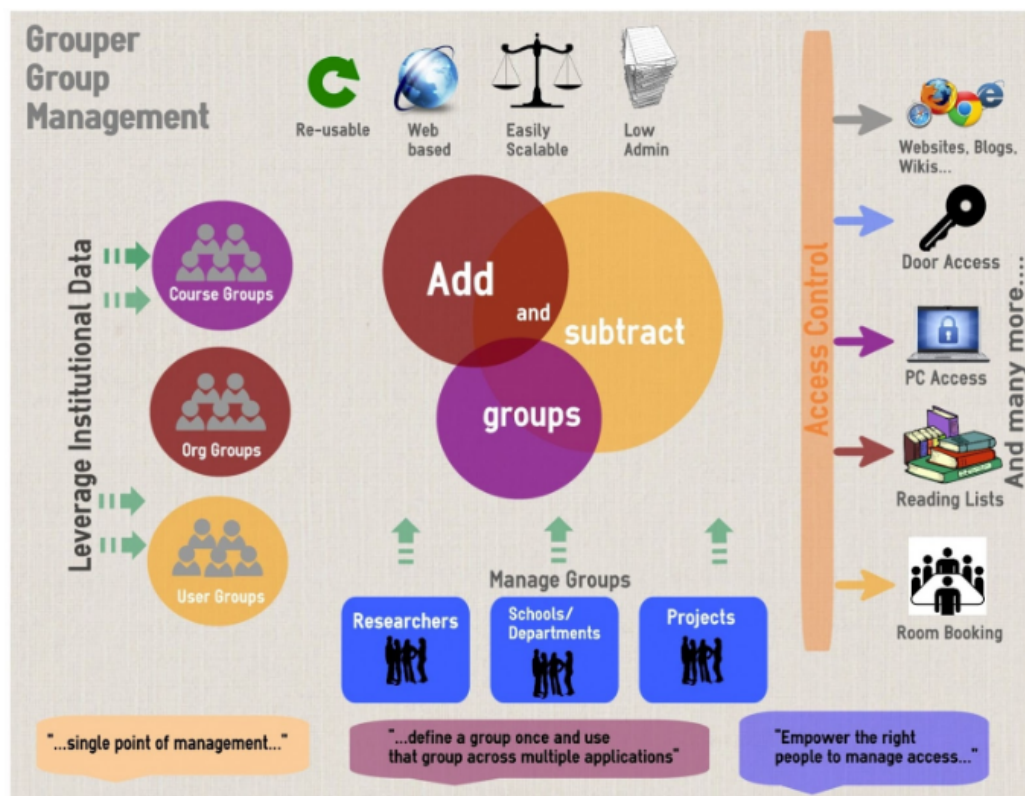 Grouper
Group
Management
Re-usable
Web
based
Easily
Scalable
Low
Admin
Leverage Institutional Data
Course Groups
Org Groups
User Groups
Add
and
subtract
groups
Manage Groups
Researchers
Schools/
Departments
Projects
Access Control
Websites, Blogs,
Wikis...
Door Access
PC Access
Reading Lists
Room Booking
And many more....
"...single point of management..."
"...define a group once and use
that group across multiple applications"
"Empower the right
people to manage access..."